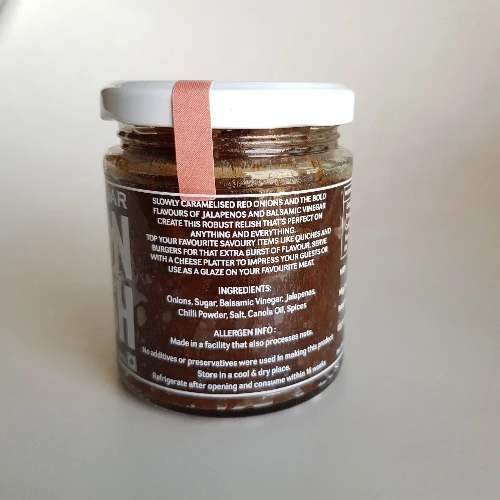 SLOWLY CARAMELISED RED ONIONS AND THE BOLD
FLAVOURS OF JALAPENOS AND BALSAMIC VINEGAR
CREATE THIS ROBUST RELISH THAT'S PERFECT ON
ANYTHING AND EVERYTHING.
TOP YOUR FAVOURITE SAVOURY ITEMS LIKE QUICHES AND
BURGERS FOR THAT EXTRA BURST OF FLAVOUR. SERVE
WITH A CHEESE PLATTER TO IMPRESS YOUR GUESTS OR
USE AS A GLAZE ON YOUR FAVOURITE MEAT.
INGREDIENTS:
Onions, Sugar, Balsamic Vinegar, Jalapenos,
Chilli Powder, Salt, Canola Oil, Spices
ALLERGEN INFO:
Made in a facility that also processes nuts.
No additives or preservatives were used in making this product
Store in a cool & dry place.
Refrigerate after opening and consume within 16 weeks